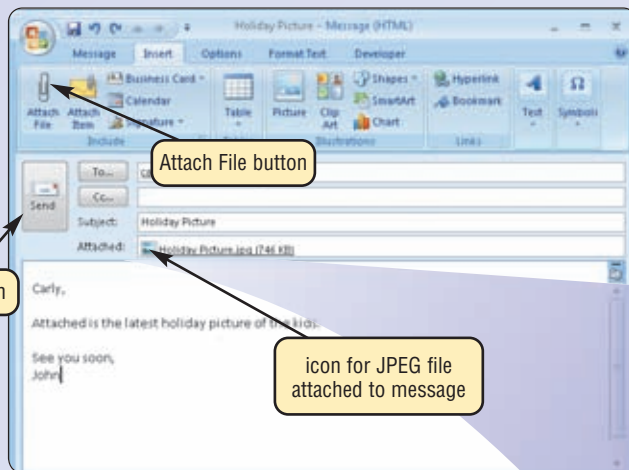 Holiday Picture - Message (HTML)
Message Insert Options Format Text Developer
Business Card Shapes Hyperlink
Calendar SmartArt Bookmark
Attach File Attach Item Signature Table Picture Clip Art Chart Text Symbols
Include Illustrations Links
Attach File button
To...
Cc...
Send
Subject: Holiday Picture
Attached: Holiday Picture.jpg (746 KB)
Carly,
Attached is the latest holiday picture of the kids.
See you soon,
John
icon for JPEG file
attached to message